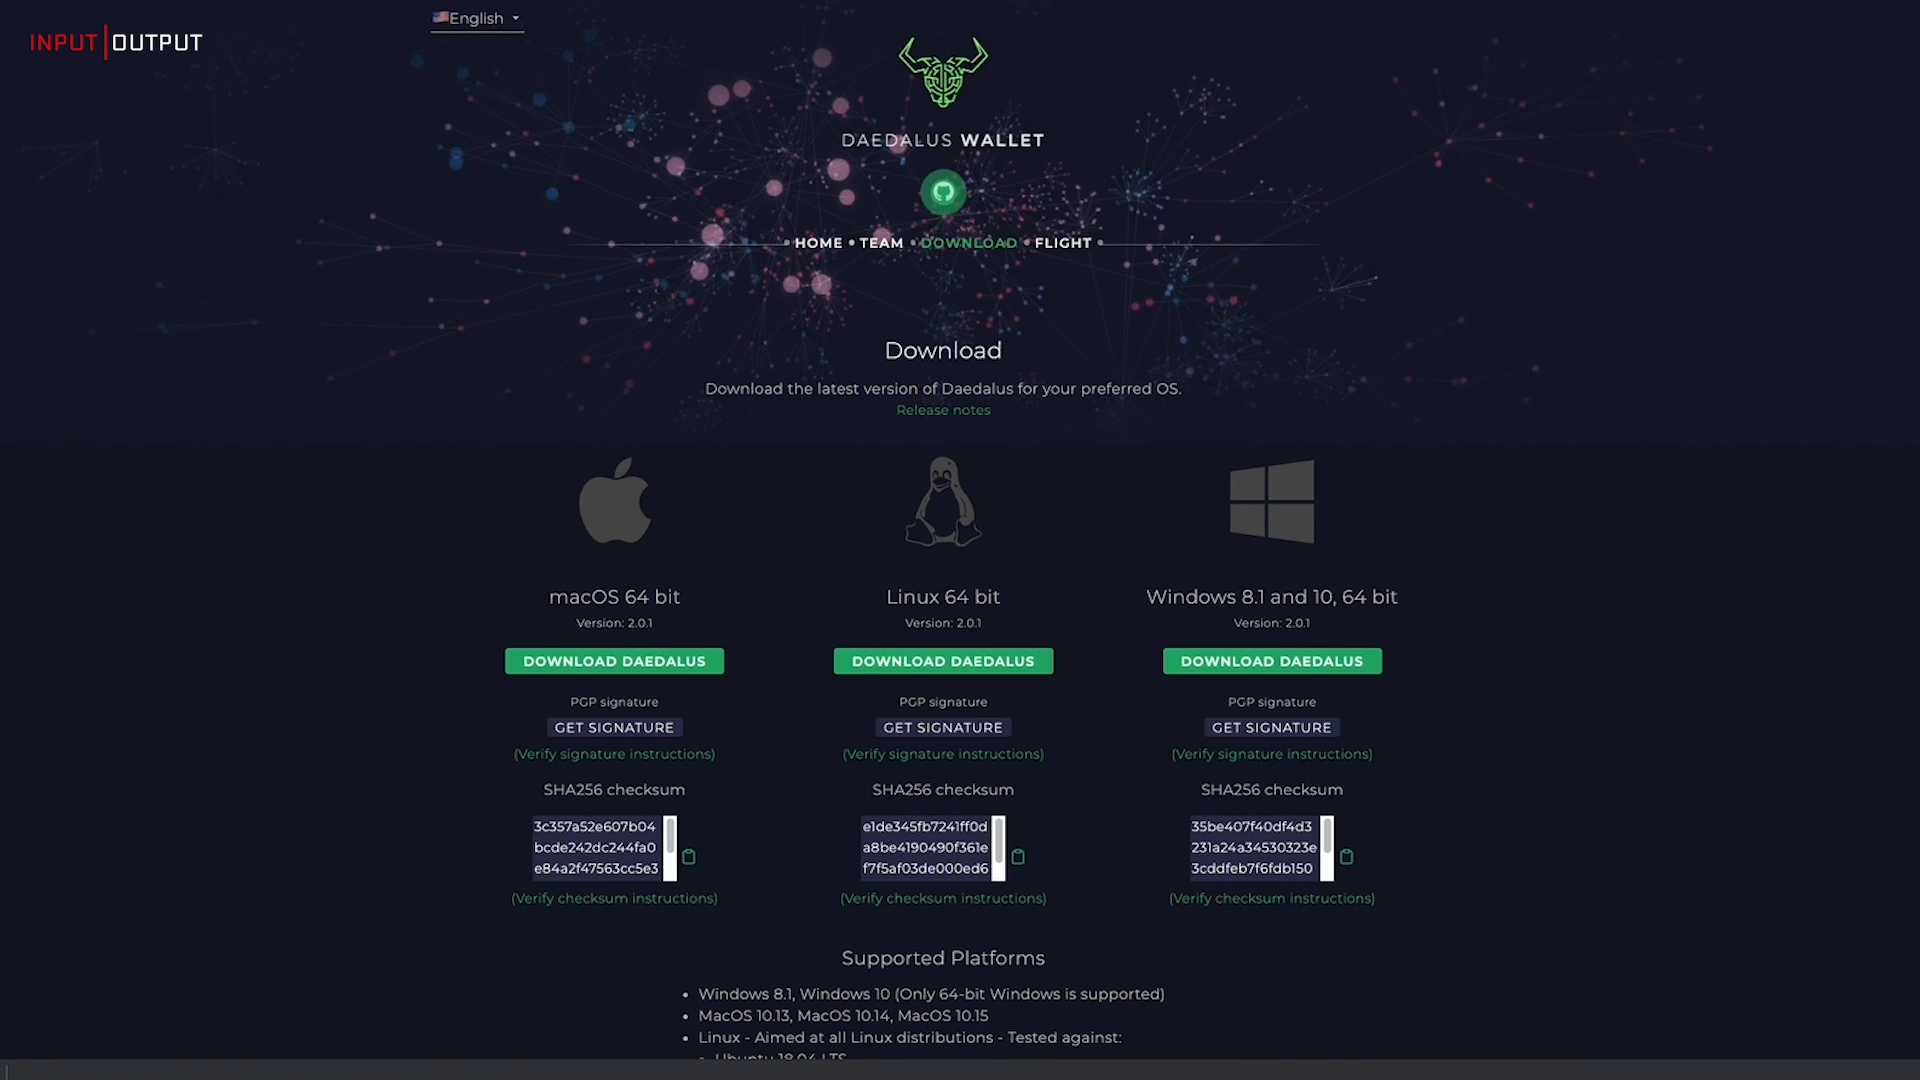 English
INPUT|OUTPUT
DAEDALUS WALLET
HOME • TEAM • DOWNLOAD • FLIGHT
Download
Download the latest version of Daedalus for your preferred OS.
Release notes
macOS 64 bit
Version: 2.0.1
DOWNLOAD DAEDALUS
PGP signature
GET SIGNATURE
(Verify signature instructions)
SHA256 checksum
3c357a52e607b04
bcde242dc244fa0
e84a2f47563cc5e3
(Verify checksum instructions)
Linux 64 bit
Version: 2.0.1
DOWNLOAD DAEDALUS
PGP signature
GET SIGNATURE
(Verify signature instructions)
SHA256 checksum
e1de345fb7241ff0d
a8be4190490f361e
f7f5af03de000ed6
(Verify checksum instructions)
Windows 8.1 and 10, 64 bit
Version: 2.0.1
DOWNLOAD DAEDALUS
PGP signature
GET SIGNATURE
(Verify signature instructions)
SHA256 checksum
35be407f40df4d3
231a24a34530323e
3cddfeb7f6fdb150
(Verify checksum instructions)
Supported Platforms
• Windows 8.1, Windows 10 (Only 64-bit Windows is supported)
• MacOS 10.13, MacOS 10.14, MacOS 10.15
• Linux - Aimed at all Linux distributions - Tested against:
Ubuntu 18.04 LTS